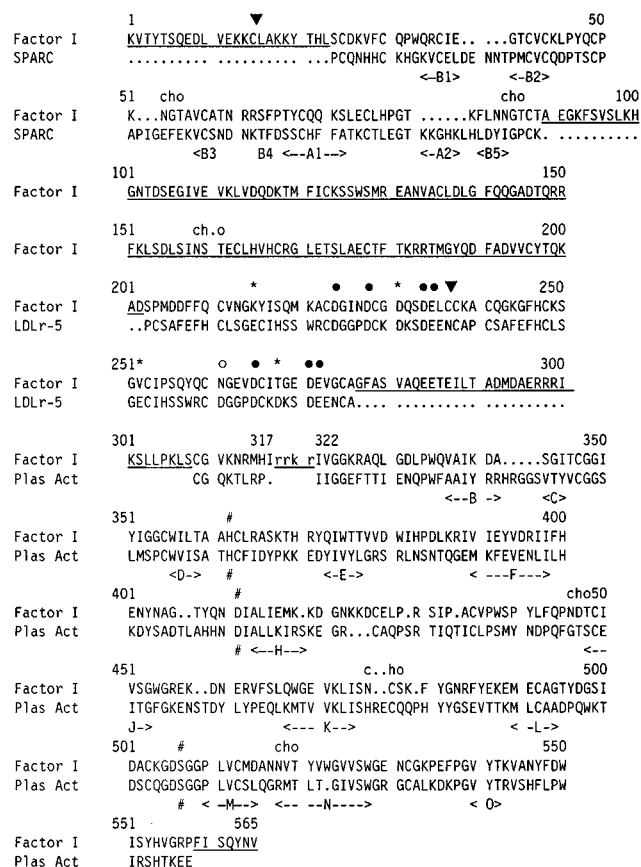 1 ▼ 50
Factor I KVTYTSQEDL VEKKCLAKKY THLSCDKVFC QPWQRCIE.. ..GTCVCKLPYQCP
SPARC .......... .......... ...PCQNHHC KHGKVCELDE NNTPMCVCQDPTSCP
<—B1> <—B2>
51 cho cho 100
Factor I K...NGTAVCATN RRSFPTYCQQ KSLECLHPGT ......KFLNNGTCTA EGKFSVSLKH
SPARC APIGEFEKVCSND NKTFDSSCHF FATKCTLEGT KKGHKLHLDYIGPCK. ..........
<B3 B4 <---A1--> <-A2-> <B5>
101 150
Factor I GNTDSEGIVE VKLVDQDKTM FICKSSWSMR EANVACLDLG FQQGADTQRR
151 ch.o 200
Factor I FKLSDLSINS TECLHVHCRG LETSLAECTF TKRRTMGYQD FADVVCYTQK
201 * ● ● * ●● ▼ 250
Factor I ADSPMDDFFQ CVNGKYISQM KACDGINDCG DQSDELCCKA CQGKGFHCKS
LDLr-5 ..PCSAFEFH CLSGECIHSS WRCDGGPDCK DKSDEENCAP CSAFEFHCLS
251* o ● * ●● 300
Factor I GVCIPSQYQC NGEVDCITGE DEVGCAGFAS VAQEETEILT ADMDAERRRI
LDLr-5 GECIHSSWRC DGGPDCKDKS DEENCA.... .......... ..........
301 317 322 350
Factor I KSLLPKLSCG VKNRMHIrrk rIVGGKRAQL GDLPWQVAIK DA.....SGITCGGI
Plas Act CG QKTLRP. IIGGEFTTI ENQPWFAAIY RRHRGGSVTYVCGGS
<--B -> <C>
351 # 400
Factor I YIGGCWILTA AHCLRASKTH RYQIWTTVVD WIHPDLKRIV IEYVDRIIFH
Plas Act LMSPCWVISA THCFIDYPKK EDYIVYLGRS RLNSNTQGEM KFEVENLILH
<D-> # <-E-> < ---F--->
401 # cho50
Factor I ENYNAG..TYQN DIALIEMK.KD GNKKDCELP.R SIP.ACVPWSP YLFQPNDTCI
Plas Act KDYSADTLAHHN DIALLKIRSKE GR...CAQPSR TIQTICLPSMY NDPQFGTSCE
# <--H--> <--
451 c..ho 500
Factor I VSGWGREK..DN ERVFSLQWGE VKLISN..CSK.F YGNRFYEKEM ECAGTYDGSI
Plas Act ITGFGKENSTDY LYPEQLKMTV VKLISHRECQQPH YYGSEVTTKM LCAADPQWKT
J-> <--- K---> < -L->
501 # cho 550
Factor I DACKGDSGGP LVCMDANNVT YVWGVVSWGE NCGKPEFPGV YTKVANYFDW
Plas Act DSCQGDSGGP LVCSLQGRMT LT.GIVSWGR GCALKDKPGV YTRVSHFLPW
# < -M--> <-- --N----> < O>
551 565
Factor I ISYHVGRPFI SQYNV
Plas Act IRSHTKEE